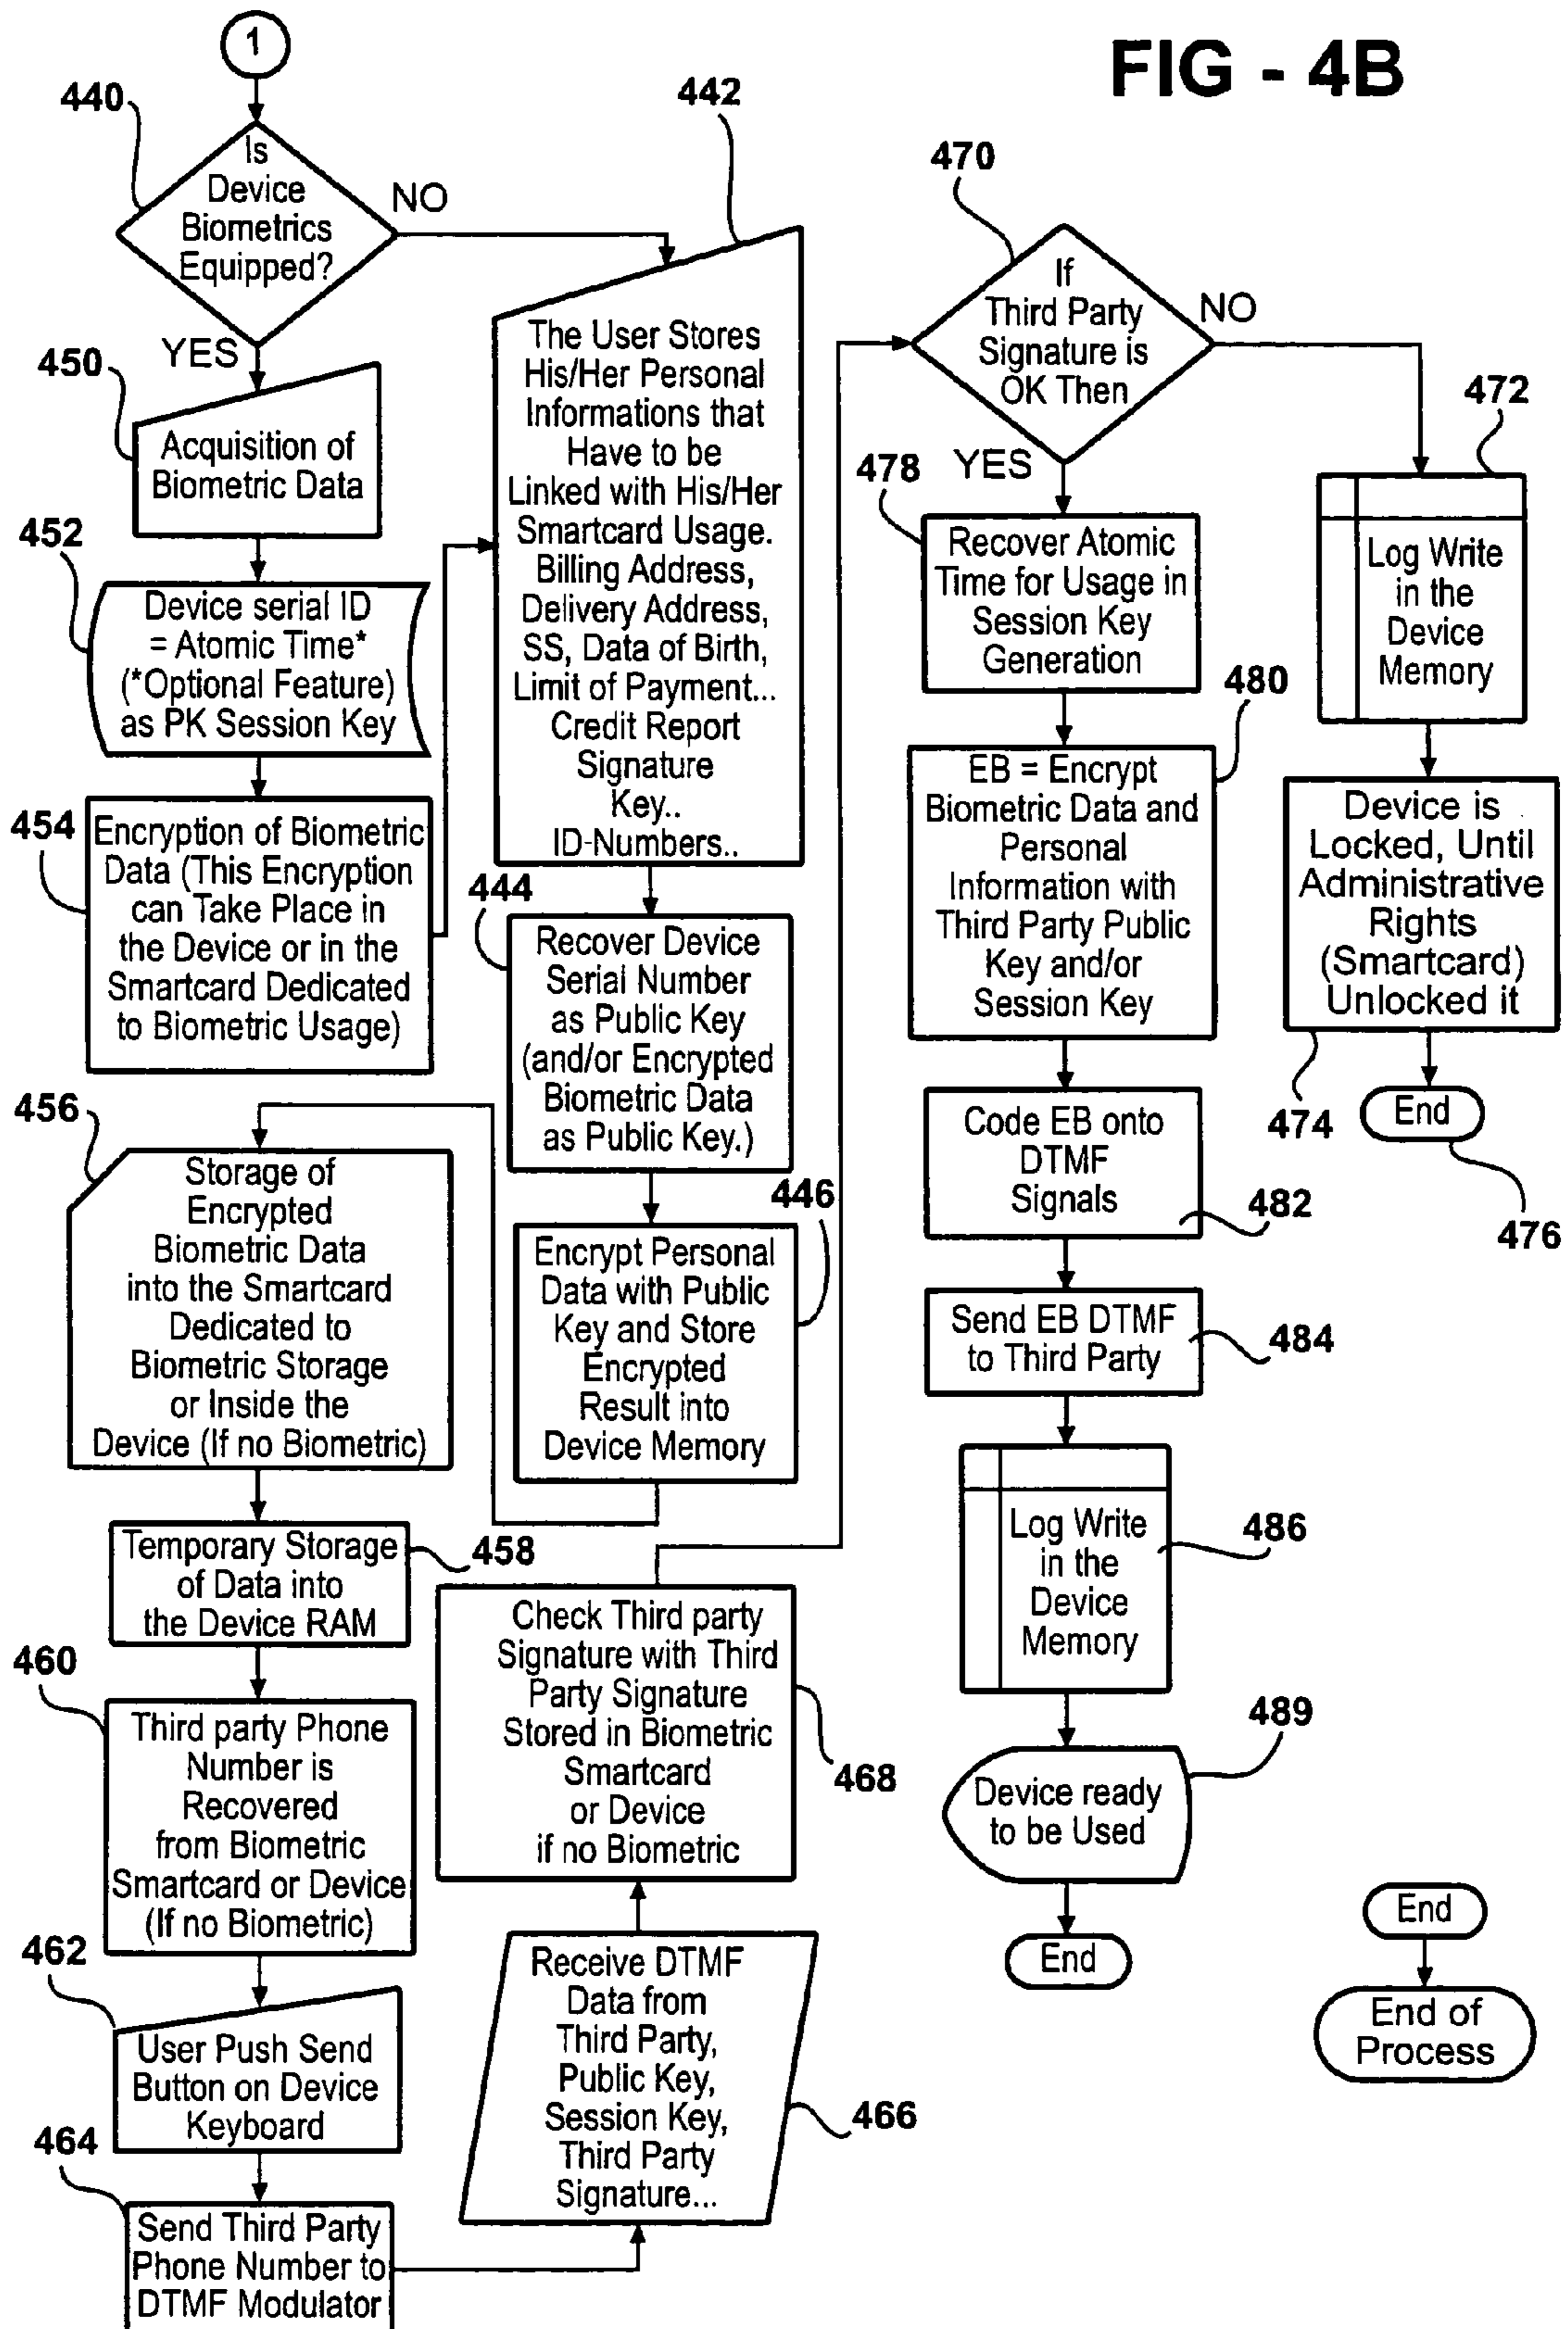 FIG - 4B
1
440
Is
Device
Biometrics
Equipped?
NO
YES
442
The User Stores
His/Her Personal
Informations that
Have to be
Linked with His/Her
Smartcard Usage.
Billing Address,
Delivery Address,
SS, Data of Birth,
Limit of Payment...
Credit Report
Signature
Key..
ID-Numbers..
450
Acquisition of
Biometric Data
452
Device serial ID
= Atomic Time*
(*Optional Feature)
as PK Session Key
454
Encryption of Biometric
Data (This Encryption
can Take Place in
the Device or in the
Smartcard Dedicated
to Biometric Usage)
444
Recover Device
Serial Number
as Public Key
(and/or Encrypted
Biometric Data
as Public Key.)
446
Encrypt Personal
Data with Public
Key and Store
Encrypted
Result into
Device Memory
456
Storage of
Encrypted
Biometric Data
into the Smartcard
Dedicated to
Biometric Storage
or Inside the
Device (If no Biometric)
458
Temporary Storage
of Data into
the Device RAM
460
Third party Phone
Number is
Recovered
from Biometric
Smartcard or Device
(If no Biometric)
462
User Push Send
Button on Device
Keyboard
464
Send Third Party
Phone Number to
DTMF Modulator
466
Receive DTMF
Data from
Third Party,
Public Key,
Session Key,
Third Party
Signature...
468
Check Third party
Signature with Third
Party Signature
Stored in Biometric
Smartcard
or Device
if no Biometric
470
If
Third Party
Signature is
OK Then
NO
YES
472
Log Write
in the
Device
Memory
474
Device is
Locked, Until
Administrative
Rights
(Smartcard)
Unlocked it
End
476
478
Recover Atomic
Time for Usage in
Session Key
Generation
480
EB = Encrypt
Biometric Data and
Personal
Information with
Third Party Public
Key and/or
Session Key
482
Code EB onto
DTMF
Signals
484
Send EB DTMF
to Third Party
486
Log Write
in the
Device
Memory
489
Device ready
to be Used
End
End
End of
Process